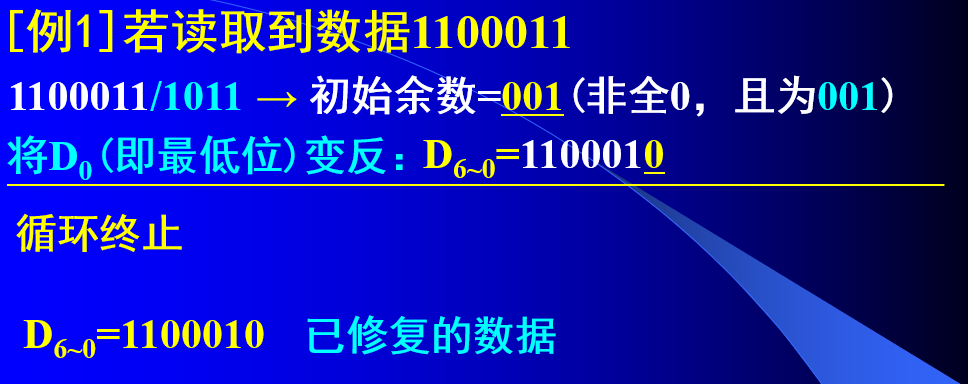 [例1]若读取到数据1100011
1100011/1011 → 初始余数=001(非全0，且为001)
将D0(即最低位)变反：D6~0=1100010
循环终止
D6~0=1100010 已修复的数据